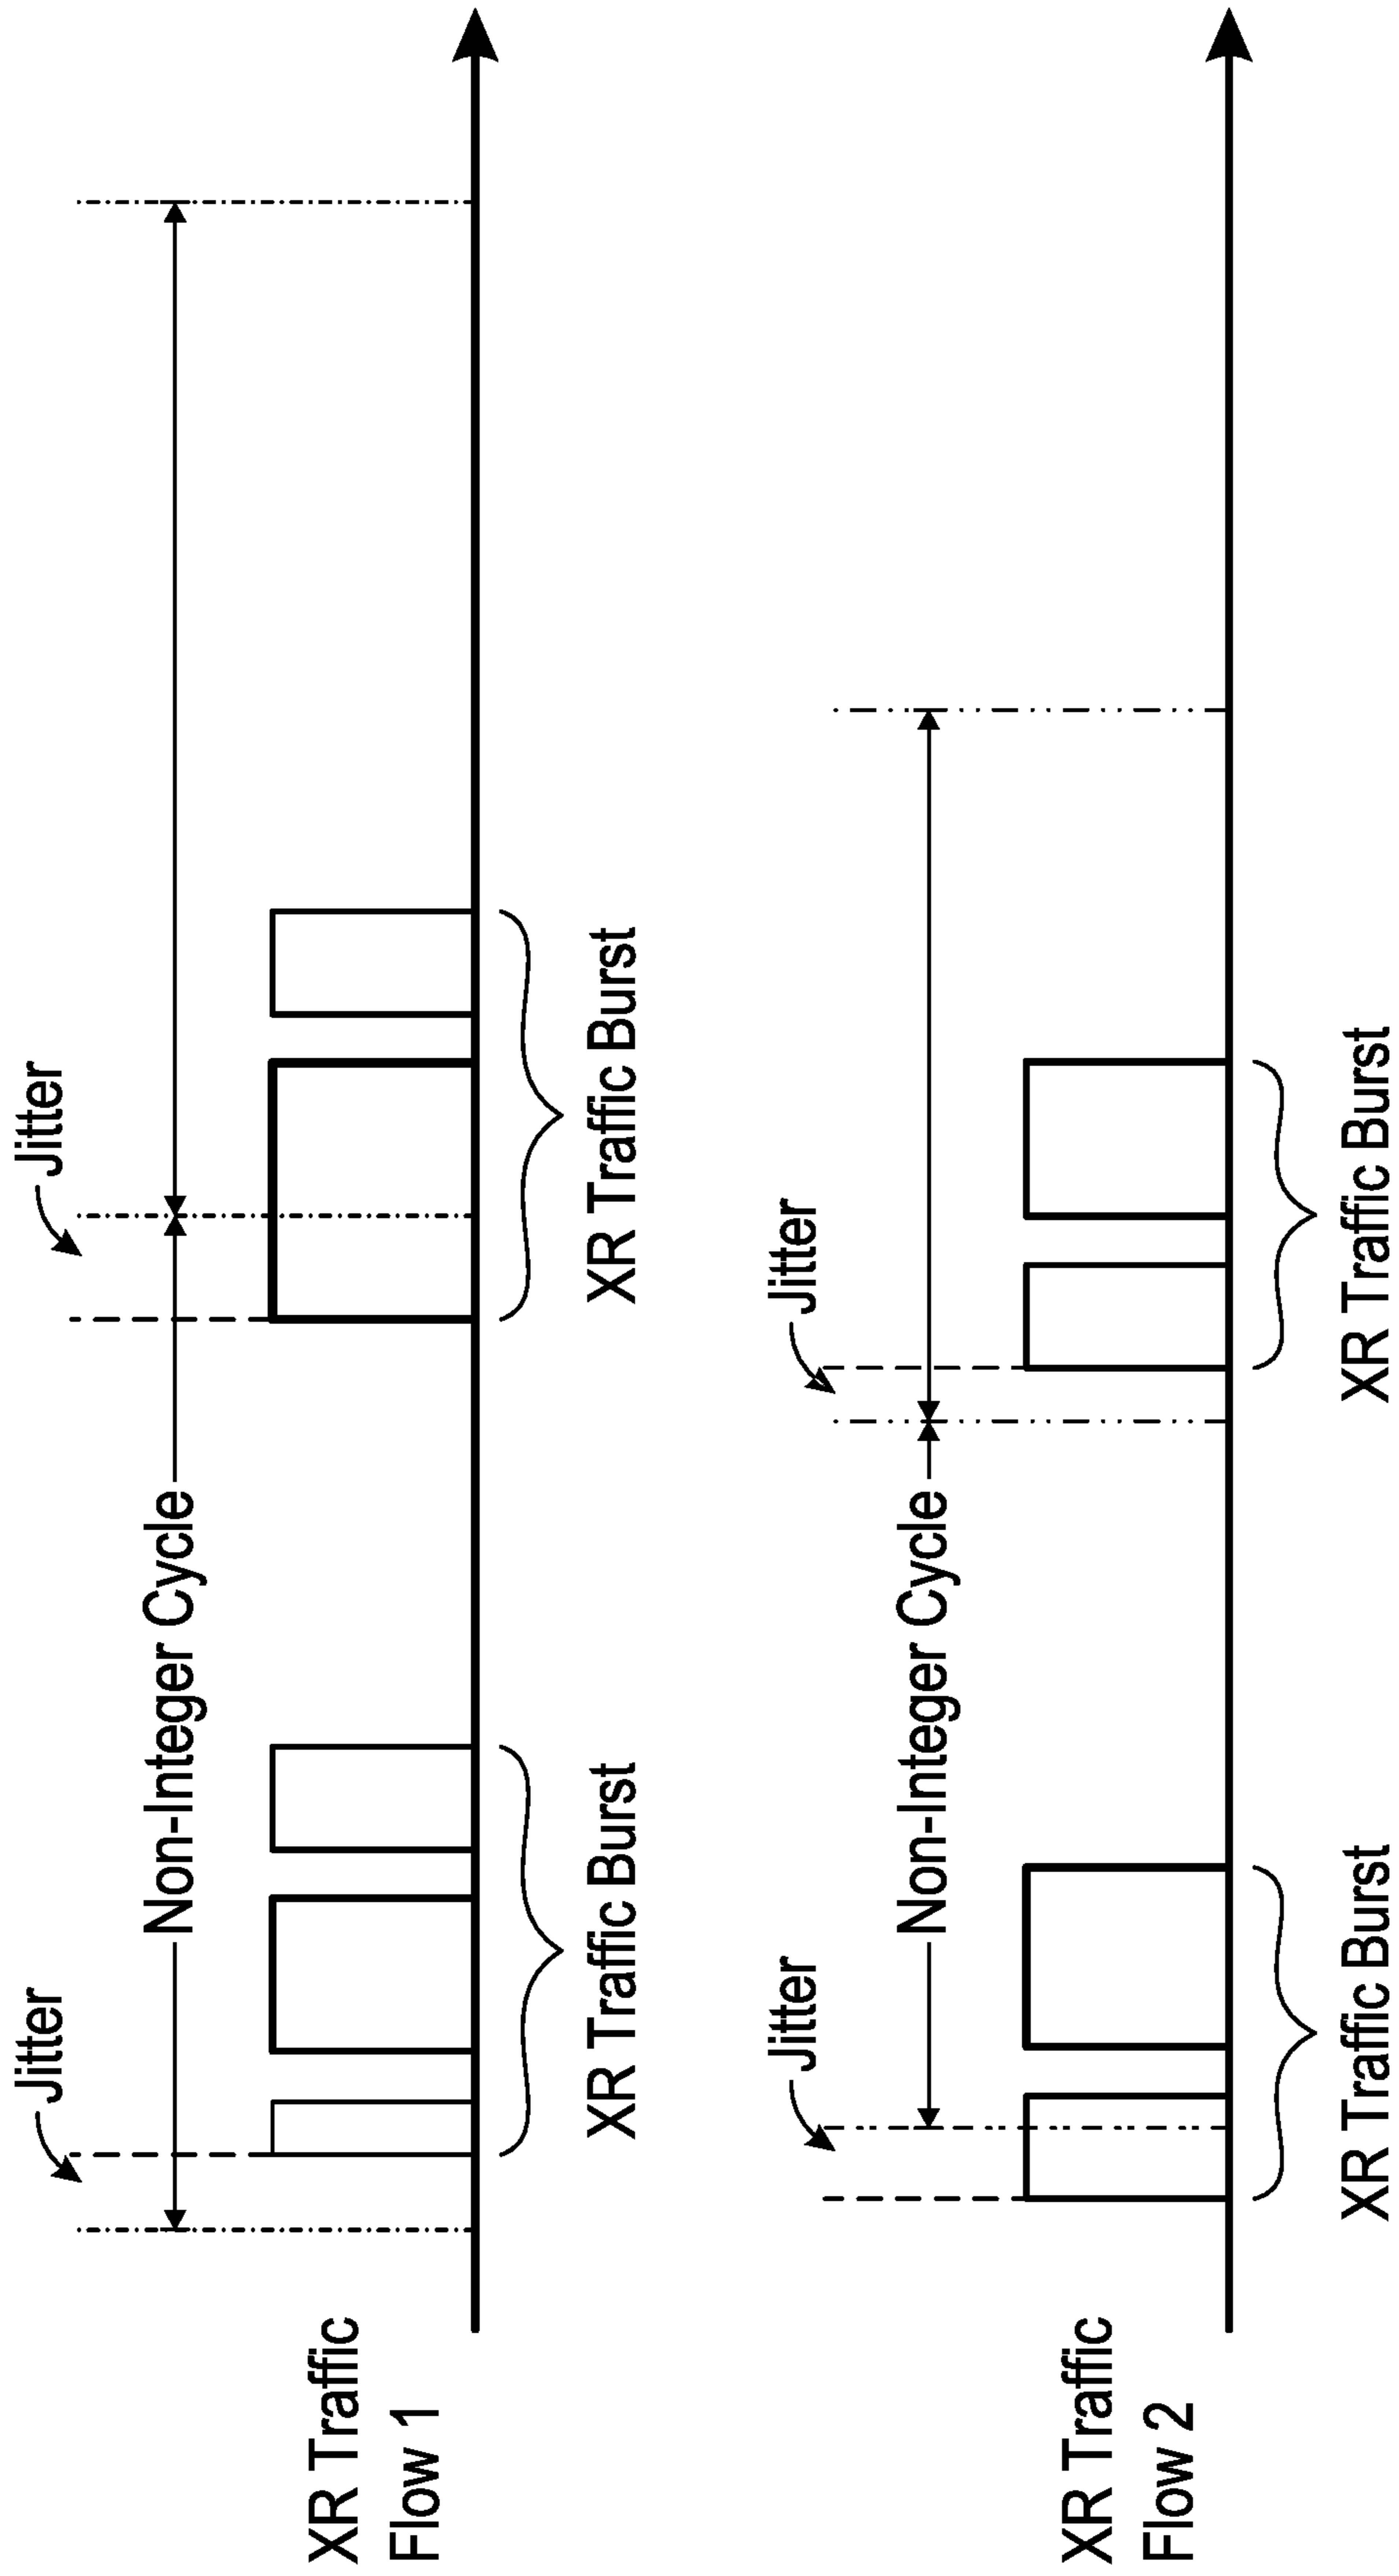 Jitter
Jitter
Non-Integer Cycle
XR Traffic
Flow 1
XR Traffic Burst
XR Traffic Burst
Jitter
Jitter
Non-Integer Cycle
XR Traffic
Flow 2
XR Traffic Burst
XR Traffic Burst